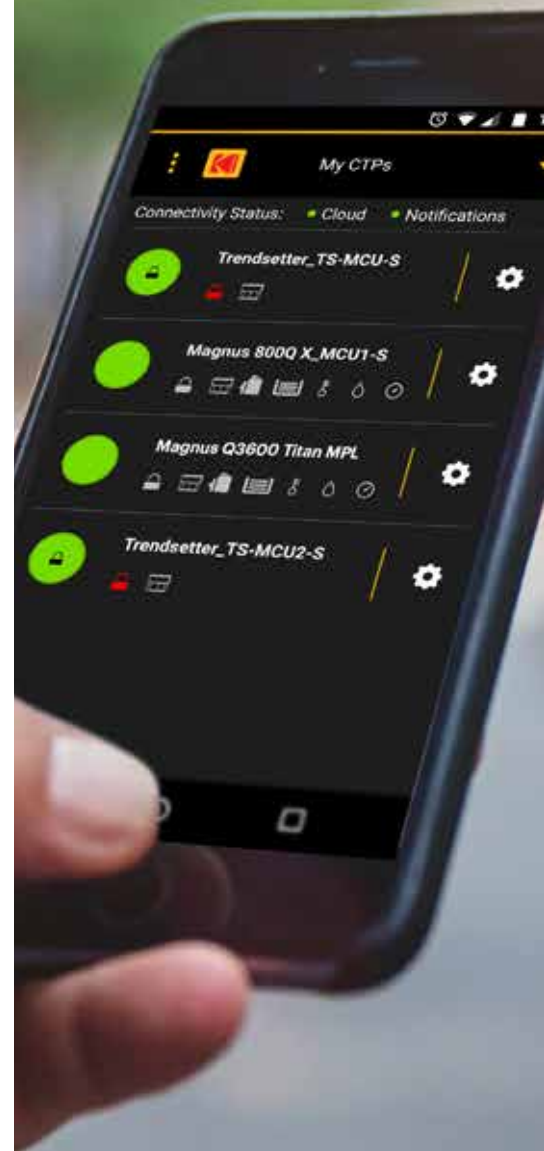 My CTPs
Connectivity Status: Cloud Notifications
Trendsetter_TS-MCU-S
Magnus 800Q X_MCU1-S
Magnus Q3600 Titan MPL
Trendsetter_TS-MCU2-S